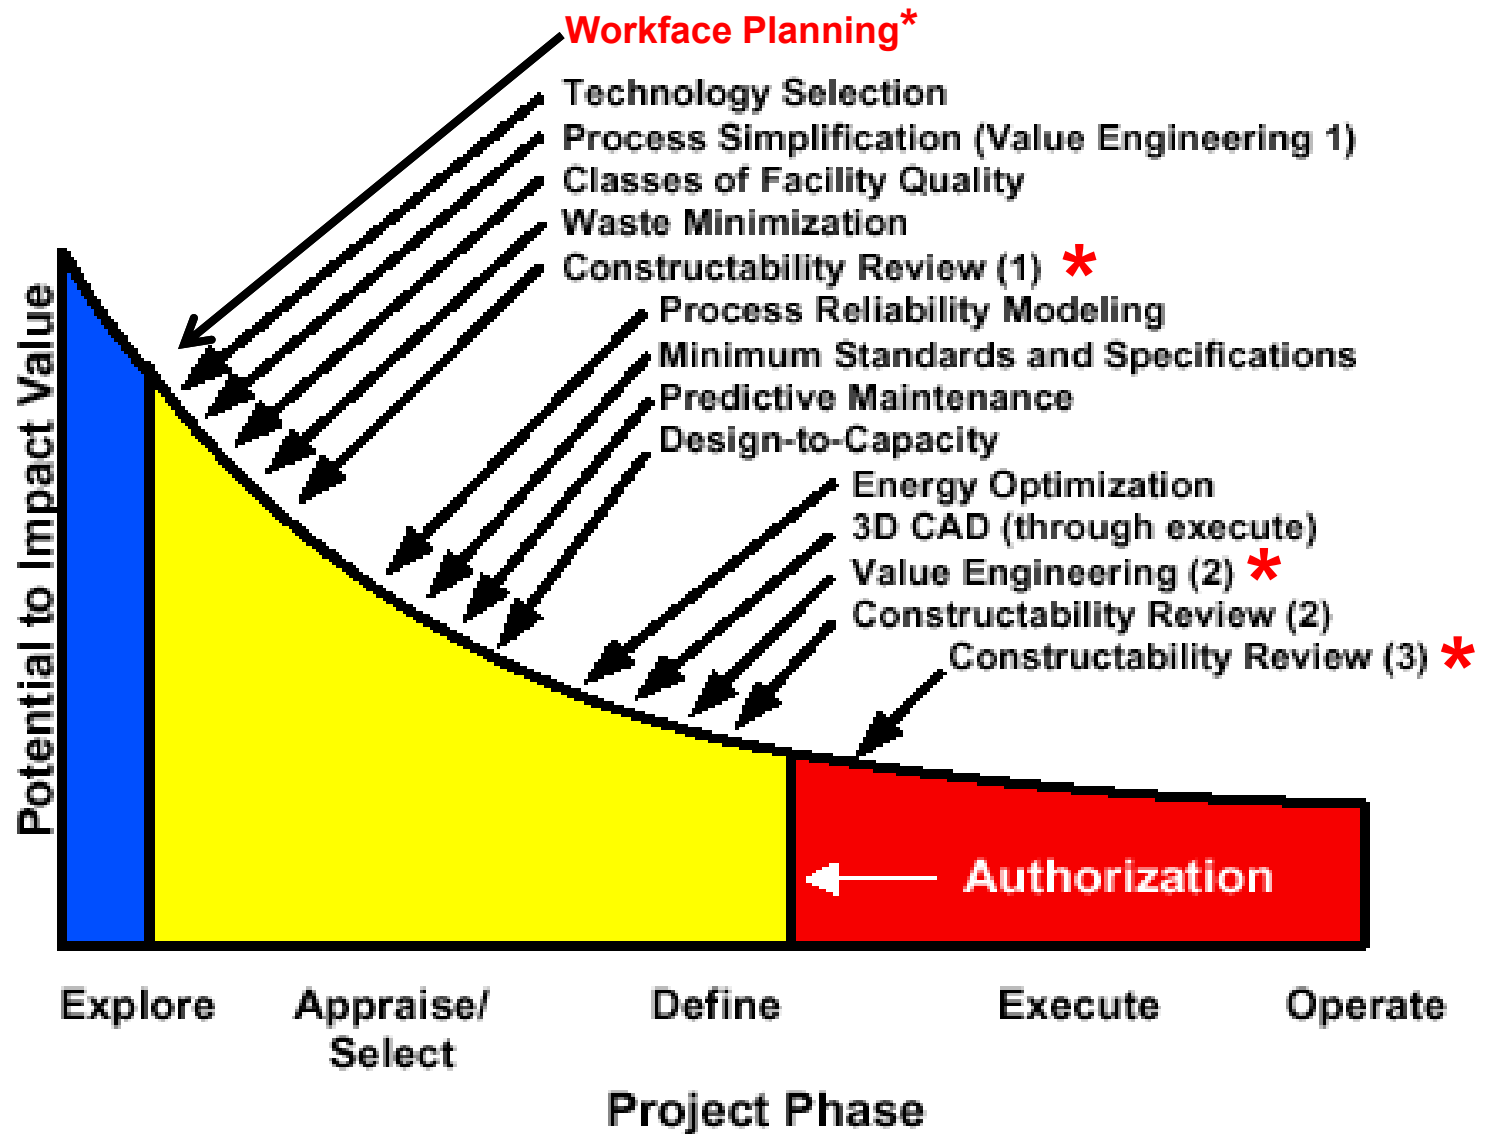 Workface Planning*
Technology Selection
Process Simplification (Value Engineering 1)
Classes of Facility Quality
Waste Minimization
Constructability Review (1) *
Process Reliability Modeling
Minimum Standards and Specifications
Predictive Maintenance
Design-to-Capacity
Energy Optimization
3D CAD (through execute)
Value Engineering (2) *
Constructability Review (2)
Constructability Review (3) *
Potential to Impact Value
Authorization
Explore
Appraise/
Select
Define
Execute
Operate
Project Phase